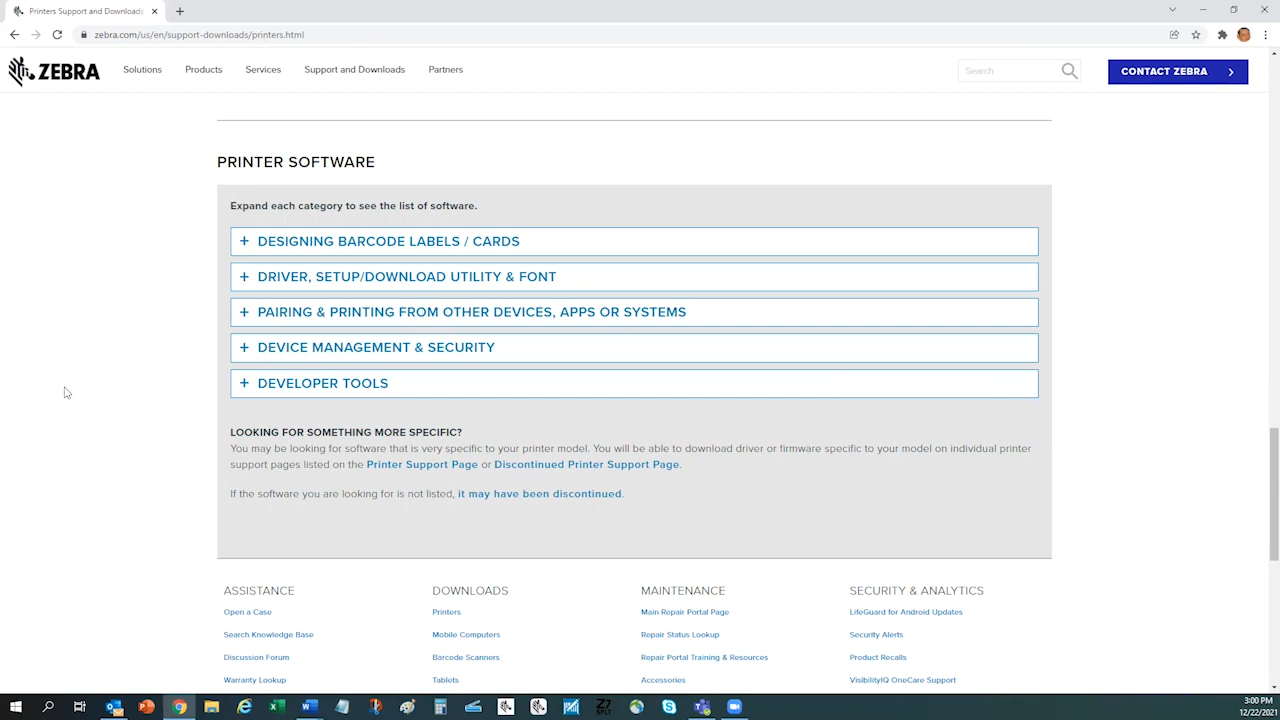 Printers Support and Downloads
zebra.com/us/en/support-downloads/printers.html
ZEBRA
Solutions
Products
Services
Support and Downloads
Partners
Search
CONTACT ZEBRA
PRINTER SOFTWARE
Expand each category to see the list of software.
+ DESIGNING BARCODE LABELS / CARDS
+ DRIVER, SETUP/DOWNLOAD UTILITY & FONT
+ PAIRING & PRINTING FROM OTHER DEVICES, APPS OR SYSTEMS
+ DEVICE MANAGEMENT & SECURITY
+ DEVELOPER TOOLS
LOOKING FOR SOMETHING MORE SPECIFIC?
You may be looking for software that is very specific to your printer model. You will be able to download driver or firmware specific to your model on individual printer
support pages listed on the Printer Support Page or Discontinued Printer Support Page.
If the software you are looking for is not listed, it may have been discontinued.
ASSISTANCE
Open a Case
Search Knowledge Base
Discussion Forum
Warranty Lookup
DOWNLOADS
Printers
Mobile Computers
Barcode Scanners
Tablets
MAINTENANCE
Main Repair Portal Page
Repair Status Lookup
Repair Portal Training & Resources
Accessories
SECURITY & ANALYTICS
LifeGuard for Android Updates
Security Alerts
Product Recalls
VisibilityIQ OneCare Support
3:00 PM
12/22/2021